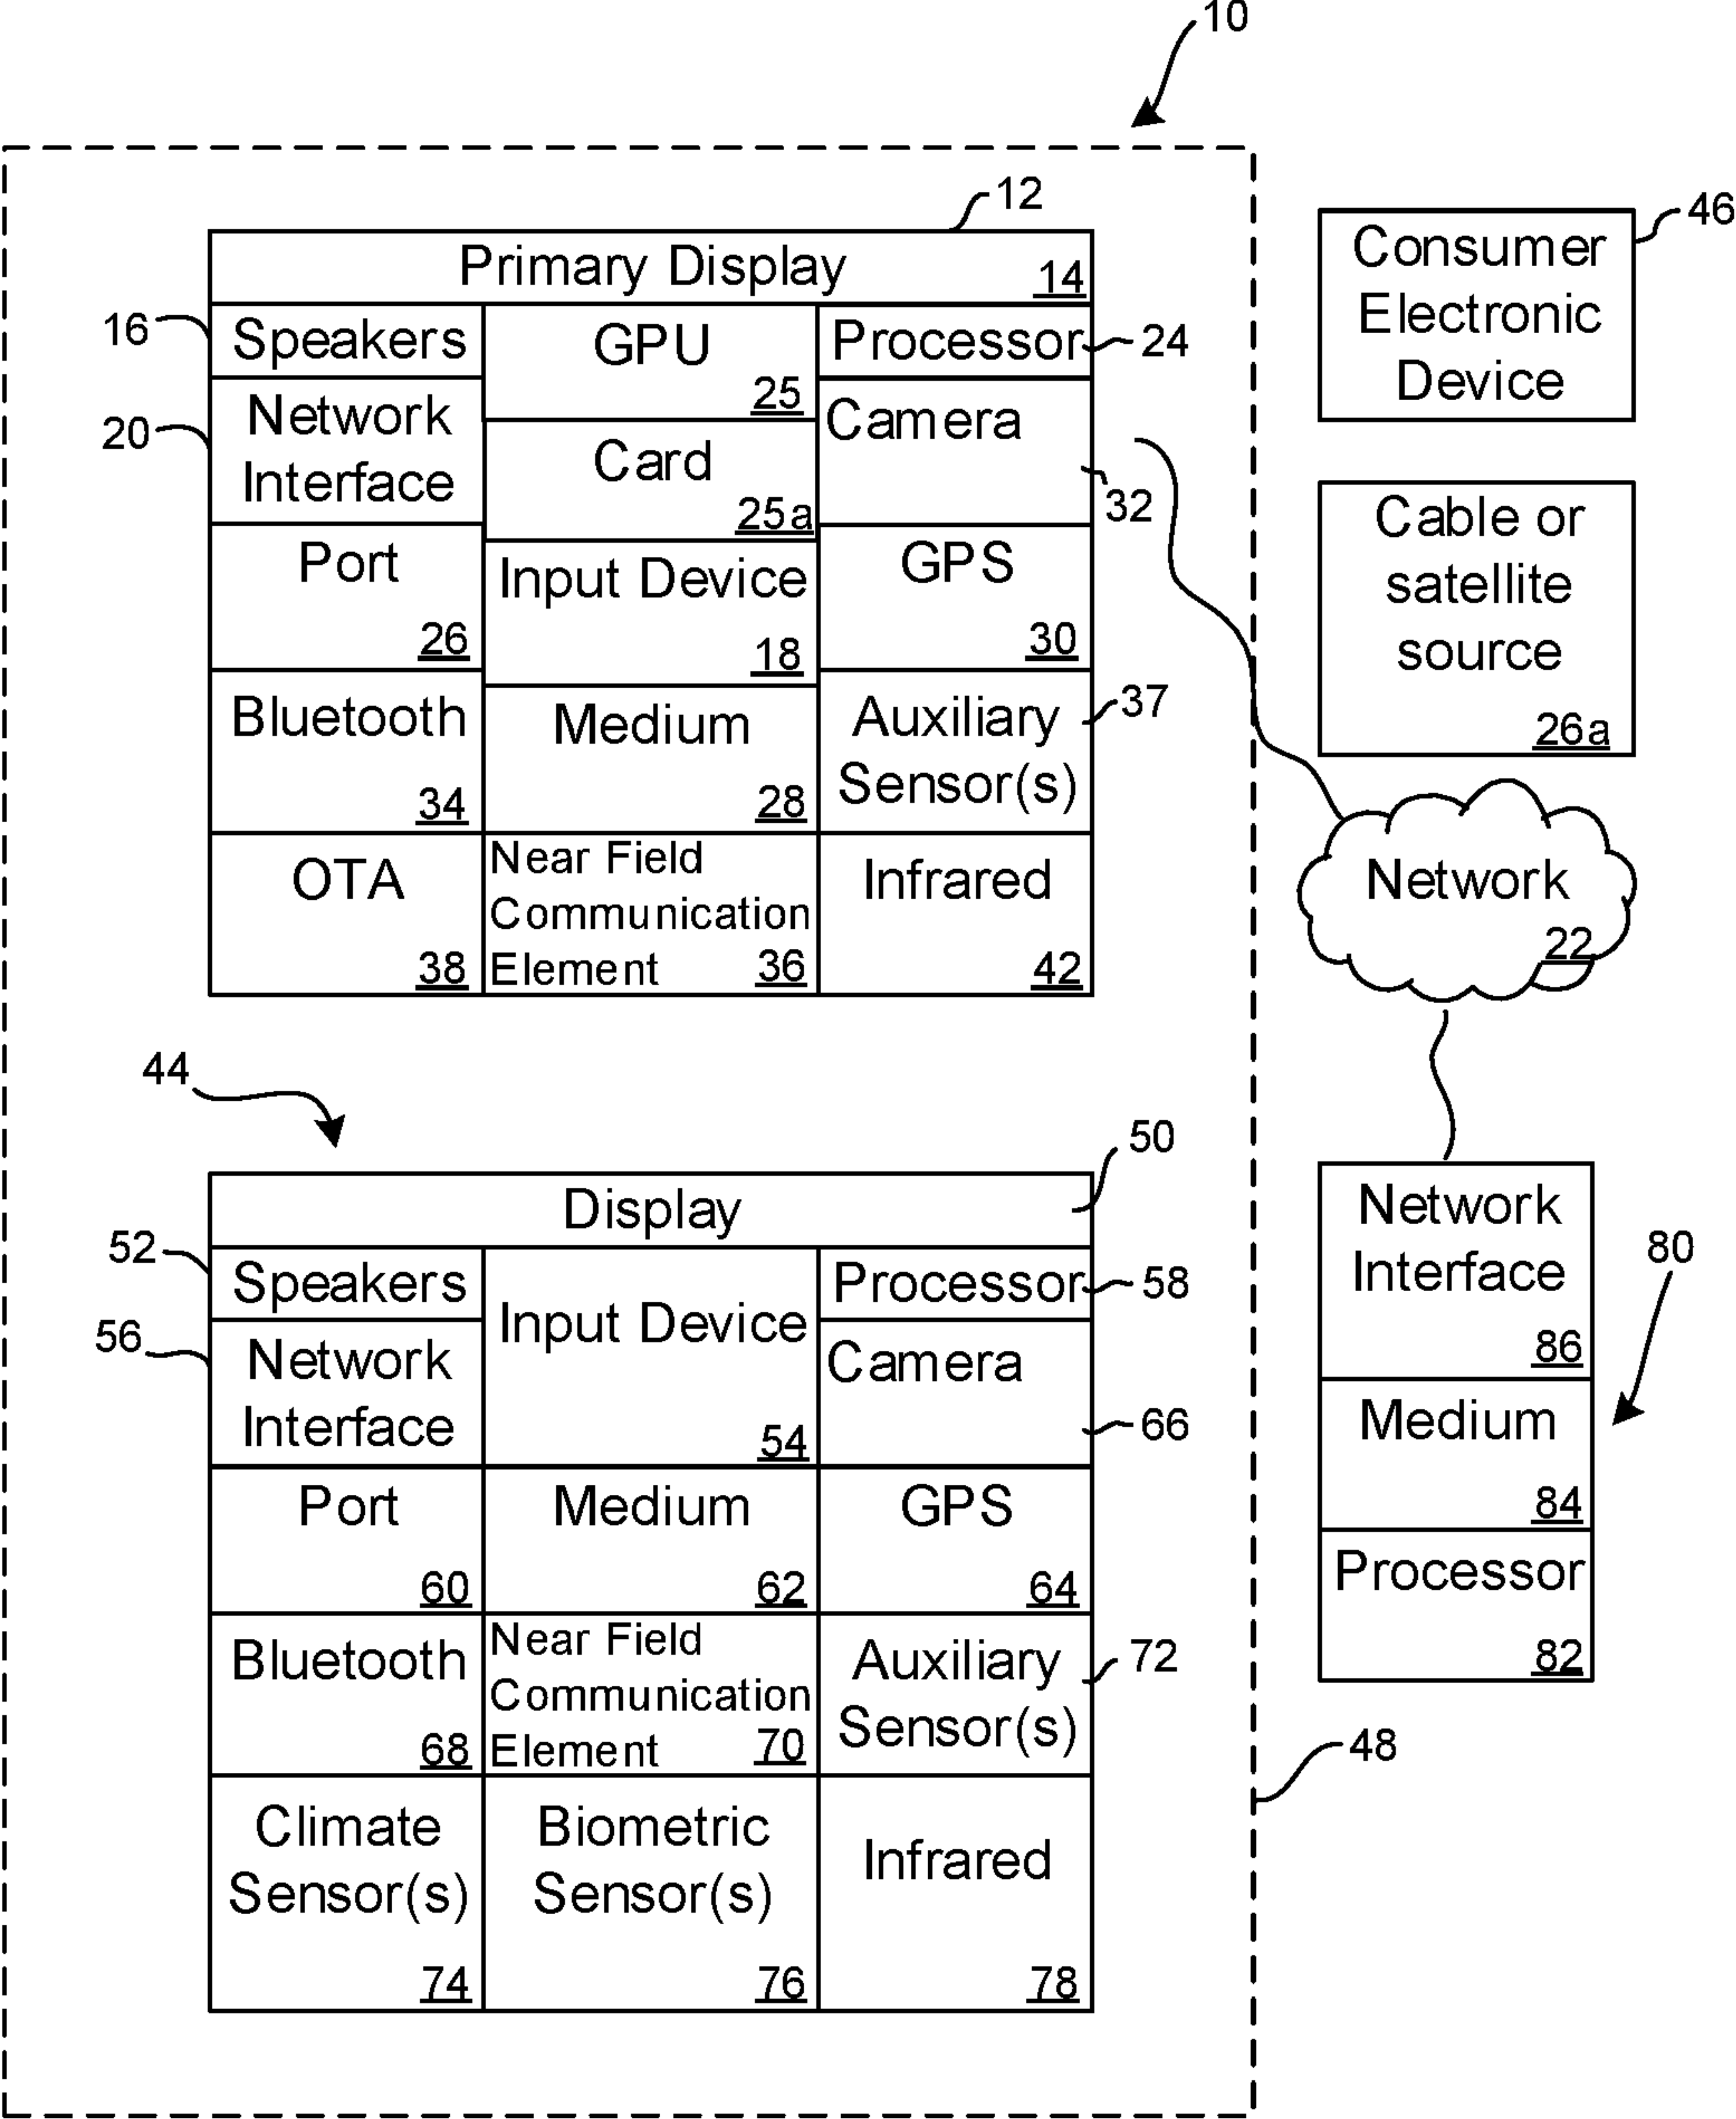 10
12
46
Primary Display 14
Consumer
Electronic
Device
16
Speakers
GPU
25
Processor
24
20
Network
Interface
Card
25a
Camera
32
Cable or
satellite
source
26a
Port
26
Input Device
18
GPS
30
Bluetooth
34
Medium
28
Auxiliary
Sensor(s)
37
OTA
38
Near Field
Communication
Element 36
Infrared
42
Network
22
44
50
Display
52
Speakers
Input Device
54
Processor
58
56
Network
Interface
Camera
66
Network
Interface
86
80
Medium
84
Processor
82
Port
60
Medium
62
GPS
64
Bluetooth
68
Near Field
Communication
Element 70
Auxiliary
Sensor(s)
72
48
Climate
Sensor(s)
74
Biometric
Sensor(s)
76
Infrared
78